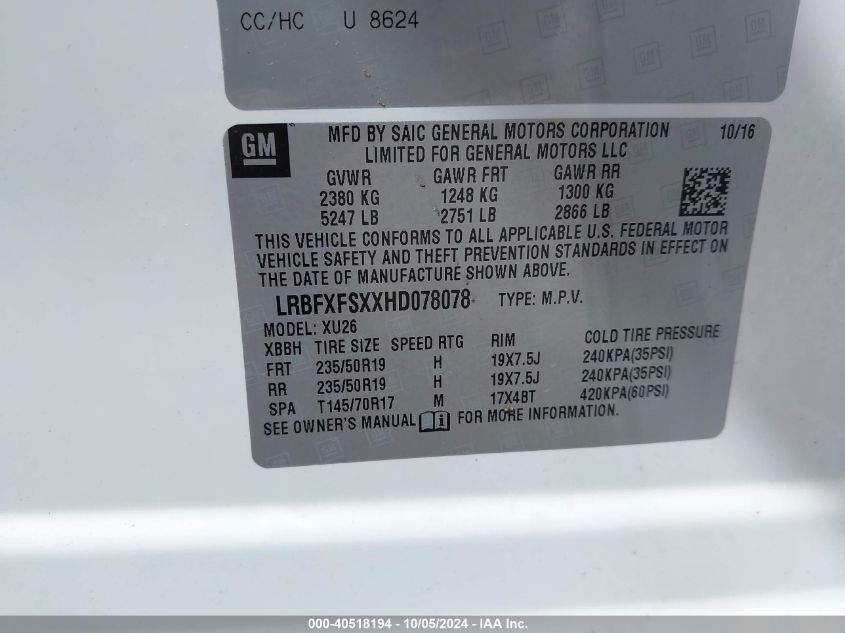 CC/HC U 8624
GM MFD BY SAIC GENERAL MOTORS CORPORATION 10/16
LIMITED FOR GENERAL MOTORS LLC
GVWR GAWR FRT GAWR RR
2380 KG 1248 KG 1300 KG
5247 LB 2751 LB 2866 LB
THIS VEHICLE CONFORMS TO ALL APPLICABLE U.S. FEDERAL MOTOR
VEHICLE SAFETY AND THEFT PREVENTION STANDARDS IN EFFECT ON
THE DATE OF MANUFACTURE SHOWN ABOVE.
LRBFXFSXXHD078078 TYPE: M.P.V.
MODEL: XU26
XBBH TIRE SIZE SPEED RTG RIM COLD TIRE PRESSURE
FRT 235/50R19 H 19X7.5J 240KPA(35PSI)
RR 235/50R19 H 19X7.5J 240KPA(35PSI)
SPA T145/70R17 M 17X4BT 420KPA(60PSI)
SEE OWNER'S MANUAL i FOR MORE INFORMATION.
000-40518194 - 10/05/2024 - IAA Inc.